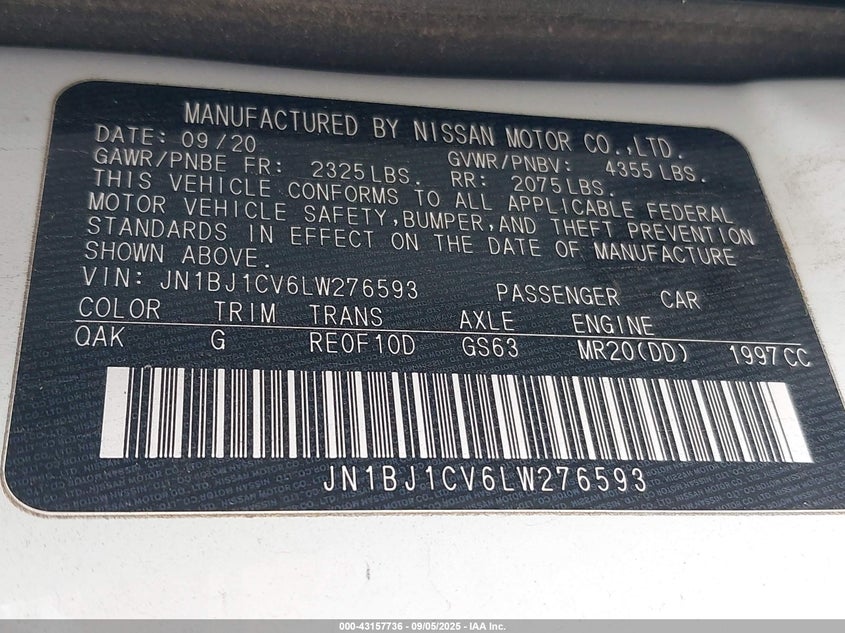 MANUFACTURED BY NISSAN MOTOR CO.,LTD.
DATE: 09/20
GAWR/PNBE FR: 2325LBS. GVWR/PNBV: 4355LBS.
RR: 2075LBS.
THIS VEHICLE CONFORMS TO ALL APPLICABLE FEDERAL
MOTOR VEHICLE SAFETY,BUMPER,AND THEFT PREVENTION
STANDARDS IN EFFECT ON THE DATE OF MANUFACTURE
SHOWN ABOVE.
VIN: JN1BJ1CV6LW276593 PASSENGER CAR
COLOR TRIM TRANS AXLE ENGINE
QAK G REOF10D GS63 MR20(DD) 1997CC
JN1BJ1CV6LW276593
000-43157736 - 09/05/2025 - IAA Inc.